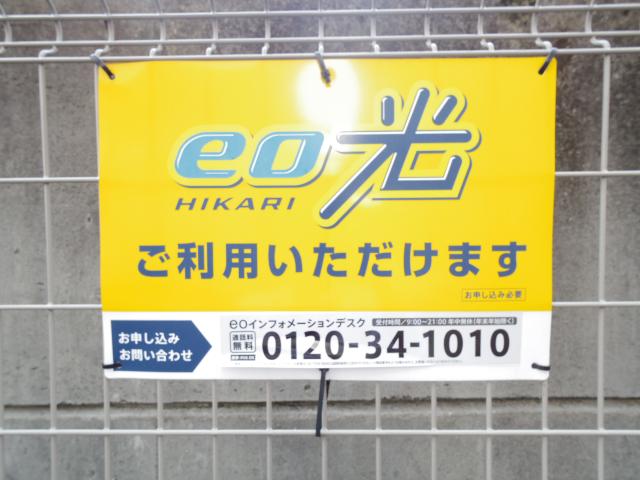 eo光
HIKARI
ご利用いただけます
お申し込み必要
お申し込み
お問い合わせ
eoインフォメーションデスク
受付時間/9:00~21:00 年中無休(年末年始除く)
通話料
無料
0120-34-1010